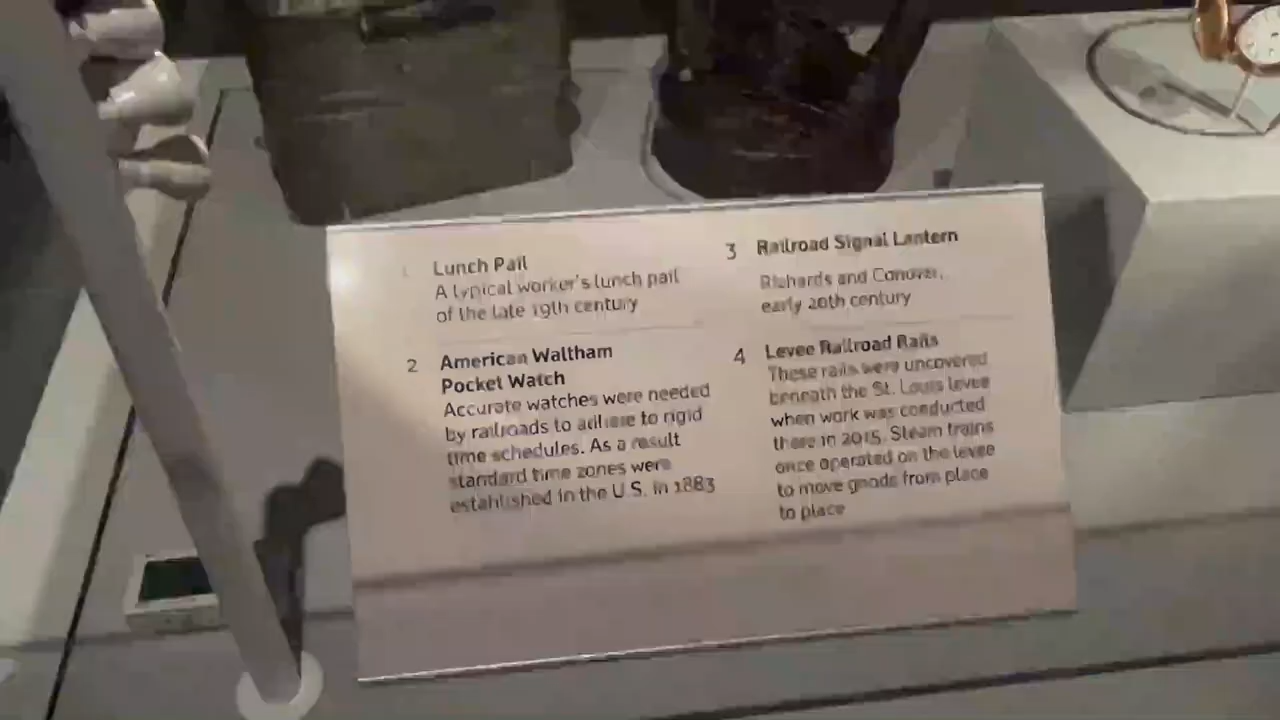 1 Lunch Pail
A typical worker's lunch pail
of the late 19th century
2 American Waltham
Pocket Watch
Accurate watches were needed
by railroads to adhere to rigid
time schedules. As a result
standard time zones were
established in the U.S. in 1883
3 Railroad Signal Lantern
Richards and Conover,
early 20th century
4 Levee Railroad Rails
These rails were uncovered
beneath the St. Louis levee
when work was conducted
there in 2015. Steam trains
once operated on the levee
to move goods from place
to place